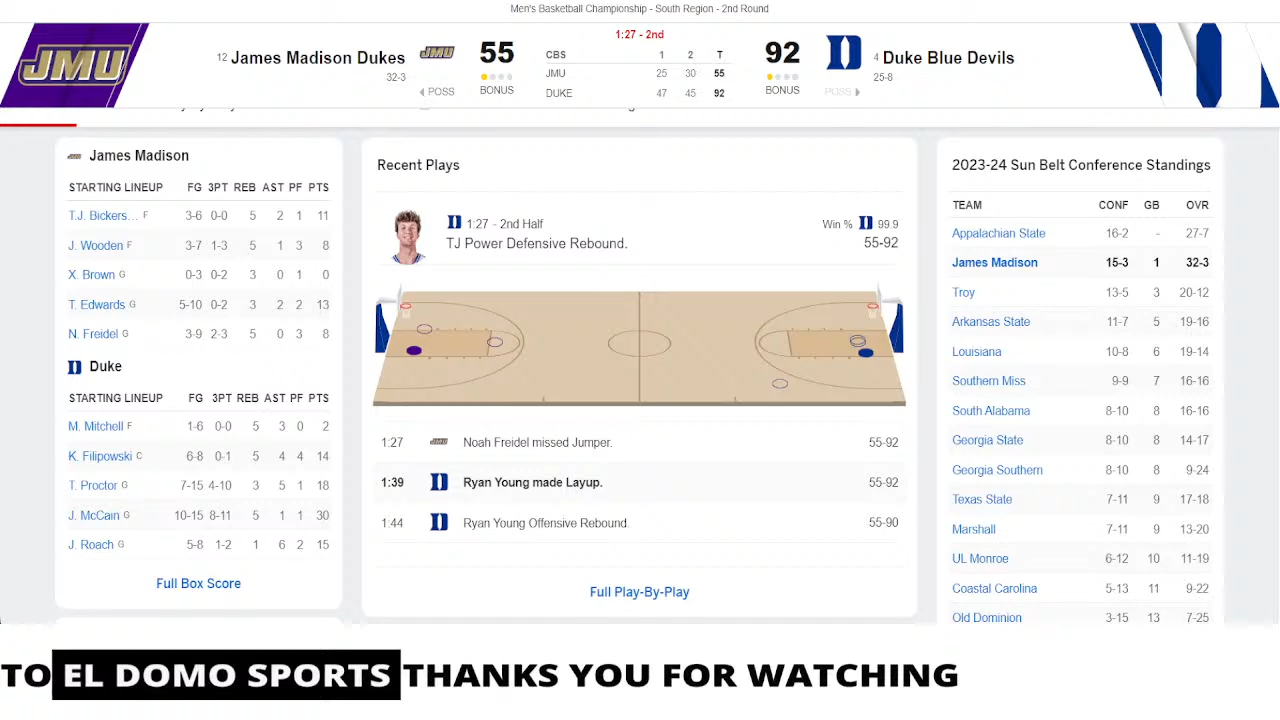 Men's Basketball Championship - South Region - 2nd Round
JMU
12 James Madison Dukes
32-3
JMU
POSS
55
BONUS
1:27 - 2nd
CBS 1 2 T
JMU 25 30 55
DUKE 47 45 92
92
BONUS
POSS
4 Duke Blue Devils
25-8
James Madison
STARTING LINEUP FG 3PT REB AST PF PTS
T.J. Bickers... F 3-6 0-0 5 2 1 11
J. Wooden F 3-7 1-3 5 1 3 8
X. Brown G 0-3 0-2 3 0 1 0
T. Edwards G 5-10 0-2 3 2 2 13
N. Freidel G 3-9 2-3 5 0 3 8
Duke
STARTING LINEUP FG 3PT REB AST PF PTS
M. Mitchell F 1-6 0-0 5 3 0 2
K. Filipowski C 6-8 0-1 5 4 4 14
T. Proctor G 7-15 4-10 3 5 1 18
J. McCain G 10-15 8-11 5 1 1 30
J. Roach G 5-8 1-2 1 6 2 15
Full Box Score
Recent Plays
1:27 - 2nd Half
TJ Power Defensive Rebound.
Win % 99.9
55-92
1:27 JMU Noah Freidel missed Jumper. 55-92
1:39 Ryan Young made Layup. 55-92
1:44 Ryan Young Offensive Rebound. 55-90
Full Play-By-Play
2023-24 Sun Belt Conference Standings
TEAM CONF GB OVR
Appalachian State 16-2 - 27-7
James Madison 15-3 1 32-3
Troy 13-5 3 20-12
Arkansas State 11-7 5 19-16
Louisiana 10-8 6 19-14
Southern Miss 9-9 7 16-16
South Alabama 8-10 8 16-16
Georgia State 8-10 8 14-17
Georgia Southern 8-10 8 9-24
Texas State 7-11 9 17-18
Marshall 7-11 9 13-20
UL Monroe 6-12 10 11-19
Coastal Carolina 5-13 11 9-22
Old Dominion 3-15 13 7-25
TO EL DOMO SPORTS THANKS YOU FOR WATCHING